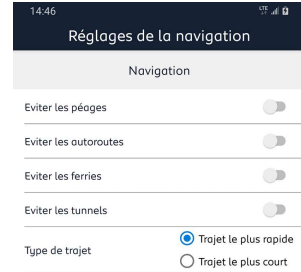 14:46 LTE
Réglages de la navigation
Navigation
Eviter les péages
Eviter les autoroutes
Eviter les ferries
Eviter les tunnels
Type de trajet
Trajet le plus rapide
Trajet le plus court